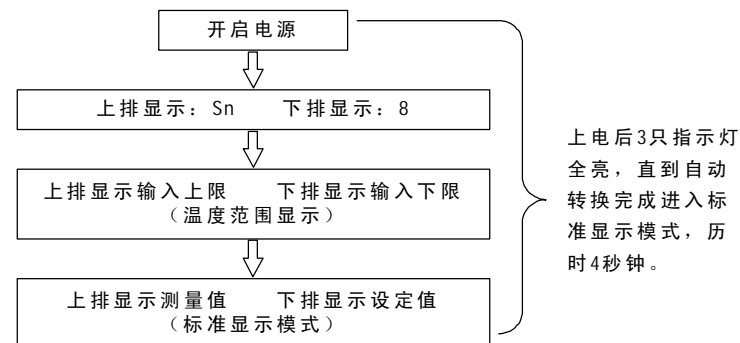 开启电源
上排显示：Sn 下排显示：8
上排显示输入上限 下排显示输入下限
（温度范围显示）
上排显示测量值 下排显示设定值
（标准显示模式）
上电后3只指示灯
全亮，直到自动
转换完成进入标
准显示模式，历
时4秒钟。